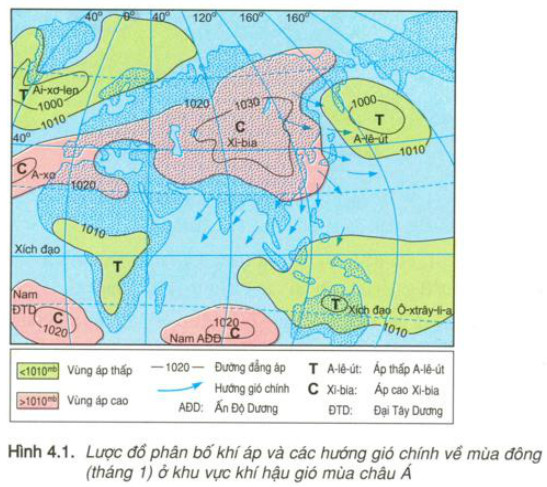 40° 0° 40° 120° 160° 160°
T Ai-xơ-len
1000
1010
1020
1030
C
Xi-bia
1000
T
A-lê-út
1010
40°
C A-xo
1020
1010
Xích đạo
T
Nam
ĐTD
C
1020
1020
Nam AĐD C
T Xích đạo Ô-xtrây-li-a
1010
<1010mb Vùng áp thấp —1020— Đường đẳng áp T A-lê-út: Áp thấp A-lê-út
>1010mb Vùng áp cao Hướng gió chính C Xi-bia: Áp cao Xi-bia
AĐD: Ấn Độ Dương ĐTD: Đại Tây Dương
Hình 4.1. Lược đồ phân bố khí áp và các hướng gió chính về mùa đông
(tháng 1) ở khu vực khí hậu gió mùa châu Á